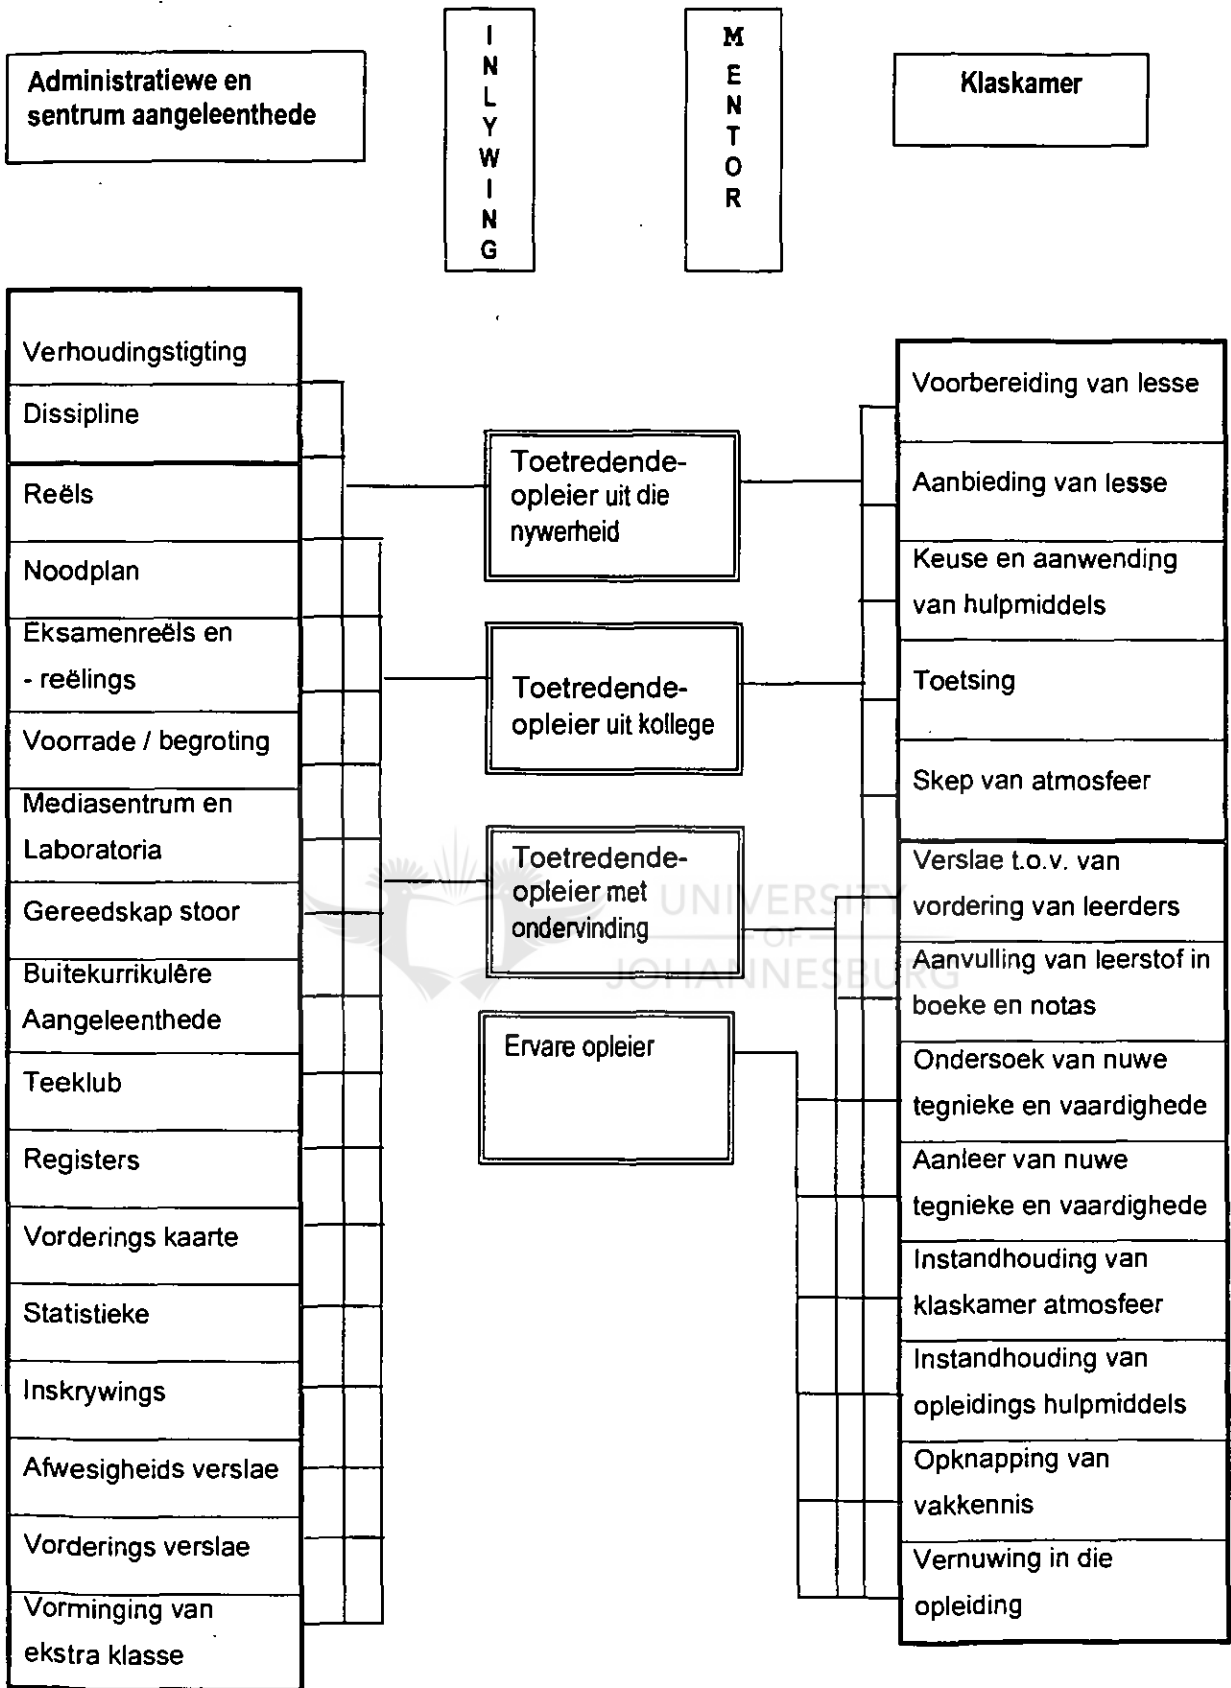 Administratiewe en
sentrum aangeleenthede
I
N
L
Y
W
I
N
G
M
E
N
T
O
R
Klaskamer
Verhoudingstigting
Dissipline
Reëls
Noodplan
Eksamenreëls en
- reëlings
Voorrade / begroting
Mediasentrum en
Laboratoria
Gereedskap stoor
Buitekurrikulêre
Aangeleenthede
Teeklub
Registers
Vorderings kaarte
Statistieke
Inskrywings
Afwesigheids verslae
Vorderings verslae
Vorminging van
ekstra klasse
Toetredende-
opleier uit die
nywerheid
Toetredende-
opleier uit kollege
Toetredende-
opleier met
ondervinding
Ervare opleier
UNIVERSITY
OF
JOHANNESBURG
Voorbereiding van lesse
Aanbieding van lesse
Keuse en aanwending
van hulpmiddels
Toetsing
Skep van atmosfeer
Verslae t.o.v. van
vordering van leerders
Aanvulling van leerstof in
boeke en notas
Ondersoek van nuwe
tegnieke en vaardighede
Aanleer van nuwe
tegnieke en vaardighede
Instandhouding van
klaskamer atmosfeer
Instandhouding van
opleidings hulpmiddels
Opknapping van
vakkennis
Vernuwing in die
opleiding